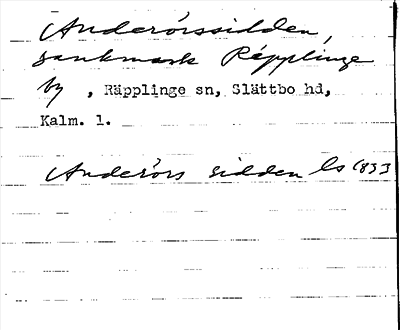 Anderörssidden,
sankmark Räpplinge
by, Räpplinge sn, Slättbo hd,
Kalm. l.
Anderörs sidden Ls 1833